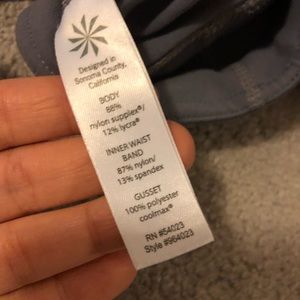 Designed in
Sonoma County,
California
BODY
88%
nylon supplex®/
12% lycra®
INNER WAIST
BAND
87% nylon/
13% spandex
GUSSET
100% polyester
coolmax®
RN #54023
Style #964023